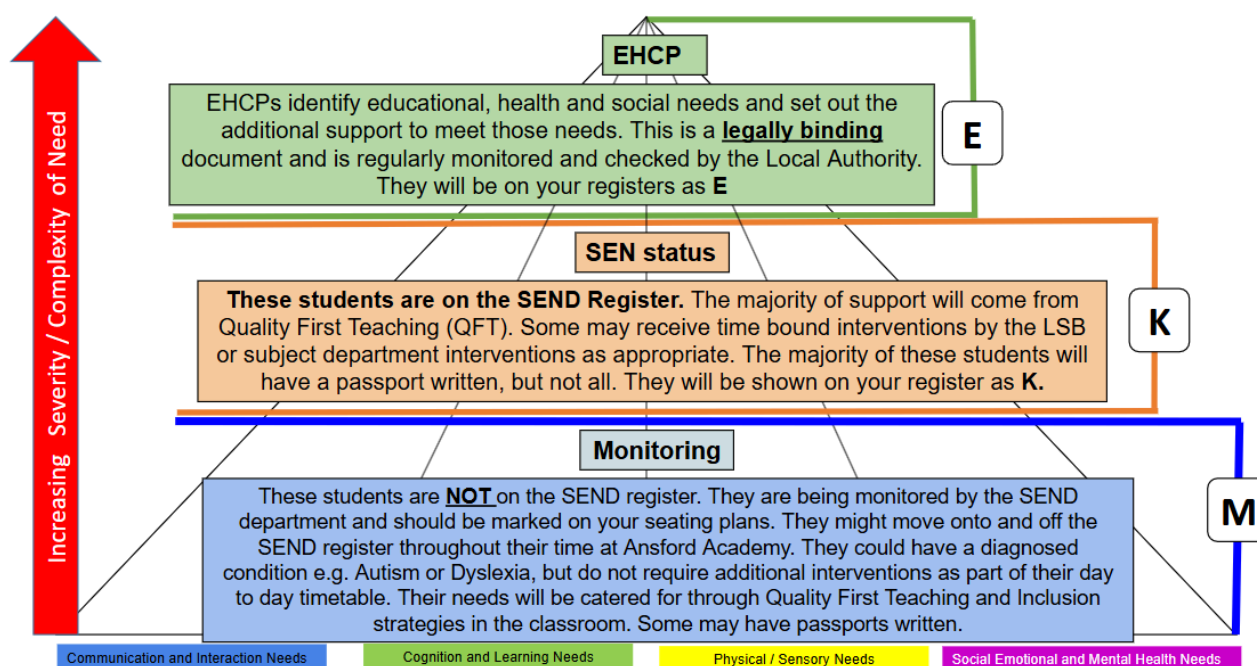 Increasing Severity / Complexity of Need
EHCP
EHCPs identify educational, health and social needs and set out the
additional support to meet those needs. This is a legally binding
document and is regularly monitored and checked by the Local Authority.
They will be on your registers as E
E
SEN status
These students are on the SEND Register. The majority of support will come from
Quality First Teaching (QFT). Some may receive time bound interventions by the LSB
or subject department interventions as appropriate. The majority of these students will
have a passport written, but not all. They will be shown on your register as K.
K
Monitoring
These students are NOT on the SEND register. They are being monitored by the SEND
department and should be marked on your seating plans. They might move onto and off the
SEND register throughout their time at Ansford Academy. They could have a diagnosed
condition e.g. Autism or Dyslexia, but do not require additional interventions as part of their day
to day timetable. Their needs will be catered for through Quality First Teaching and Inclusion
strategies in the classroom. Some may have passports written.
M
Communication and Interaction Needs
Cognition and Learning Needs
Physical / Sensory Needs
Social Emotional and Mental Health Needs